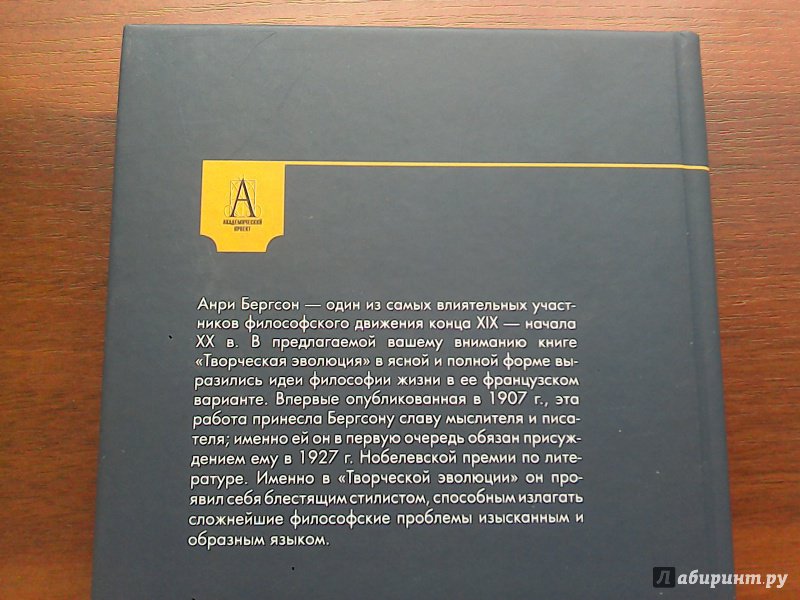 А
АКАДЕМИЧЕСКИЙ
ПРОЕКТ
Анри Бергсон — один из самых влиятельных участ-
ников философского движения конца XIX — начала
XX в. В предлагаемой вашему вниманию книге
«Творческая эволюция» в ясной и полной форме вы-
разились идеи философии жизни в ее французском
варианте. Впервые опубликованная в 1907 г., эта
работа принесла Бергсону славу мыслителя и писа-
теля; именно ей он в первую очередь обязан присуж-
дением ему в 1927 г. Нобелевской премии по лите-
ратуре. Именно в «Творческой эволюции» он про-
явил себя блестящим стилистом, способным излагать
сложнейшие философские проблемы изысканным и
образным языком.
Лабиринт.ру